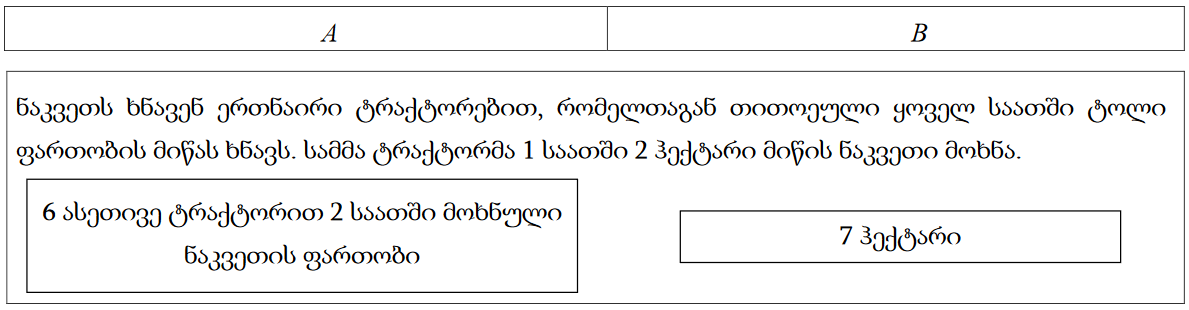 A B
ნაკვეთს ხნავენ ერთნაირი ტრაქტორებით, რომელთაგან თითოეული ყოველ საათში ტოლი
ფართობის მიწას ხნავს. სამმა ტრაქტორმა 1 საათში 2 ჰექტარი მიწის ნაკვეთი მოხნა.
6 ასეთივე ტრაქტორით 2 საათში მოხნული
ნაკვეთის ფართობი
7 ჰექტარი